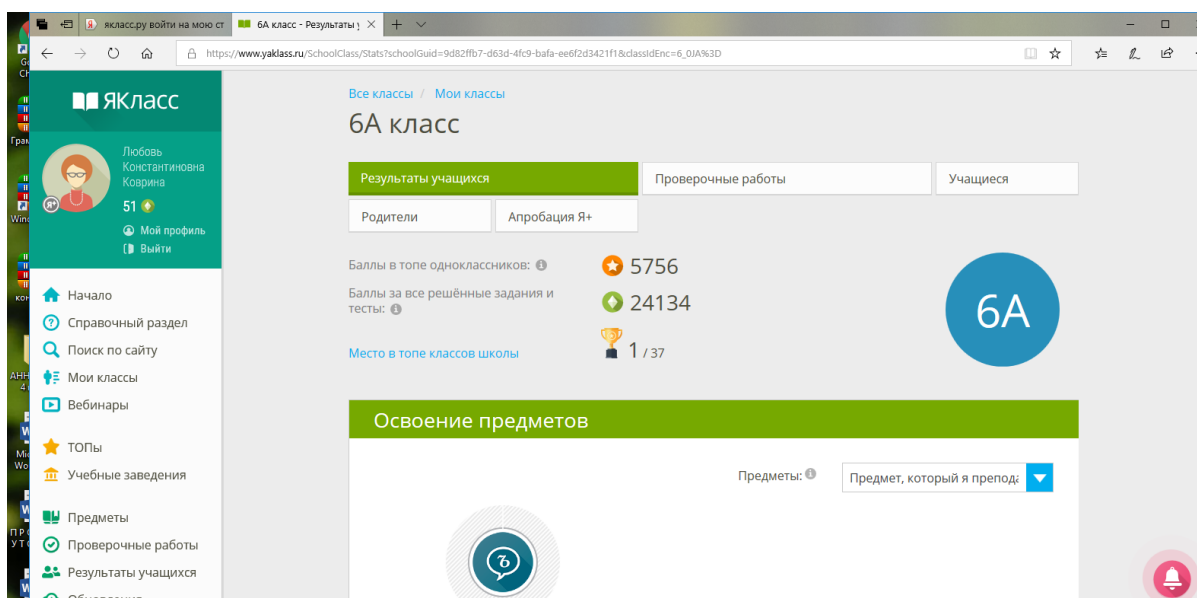 якласс.ру войти на мою ст
6А класс - Результаты у
https://www.yaklass.ru/SchoolClass/Stats?schoolGuid=9d82ffb7-d63d-4fc9-bafa-ee6f2d3421f1&classIdEnc=6_0JA%3D
ЯКласс
Любовь
Константиновна
Коврина
51
Я+
Мой профиль
Выйти
Начало
Справочный раздел
Поиск по сайту
Мои классы
Вебинары
ТОПы
Учебные заведения
Предметы
Проверочные работы
Результаты учащихся
Обновления
Все классы / Мои классы
6А класс
Результаты учащихся
Проверочные работы
Учащиеся
Родители
Апробация Я+
Баллы в топе одноклассников: 5756
Баллы за все решённые задания и
тесты: 24134
Место в топе классов школы 1 / 37
6А
Освоение предметов
Предметы: Предмет, который я препода
Ъ